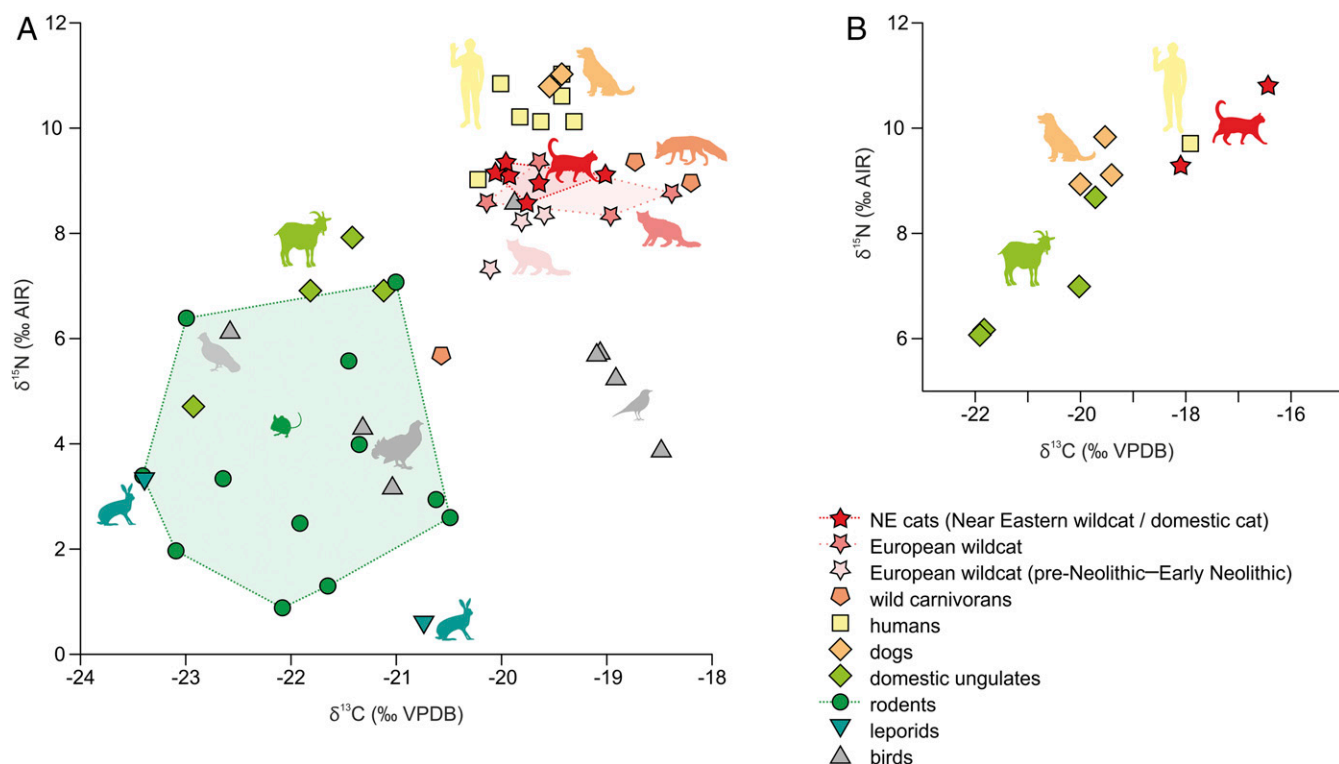 A
12
10
8
6
4
2
0
δ15N (‰ AIR)
-24
-23
-22
-21
-20
-19
-18
δ13C (‰ VPDB)
B
12
10
8
6
δ15N (‰ AIR)
-22
-20
-18
-16
δ13C (‰ VPDB)
NE cats (Near Eastern wildcat / domestic cat)
European wildcat
European wildcat (pre-Neolithic–Early Neolithic)
wild carnivorans
humans
dogs
domestic ungulates
rodents
leporids
birds